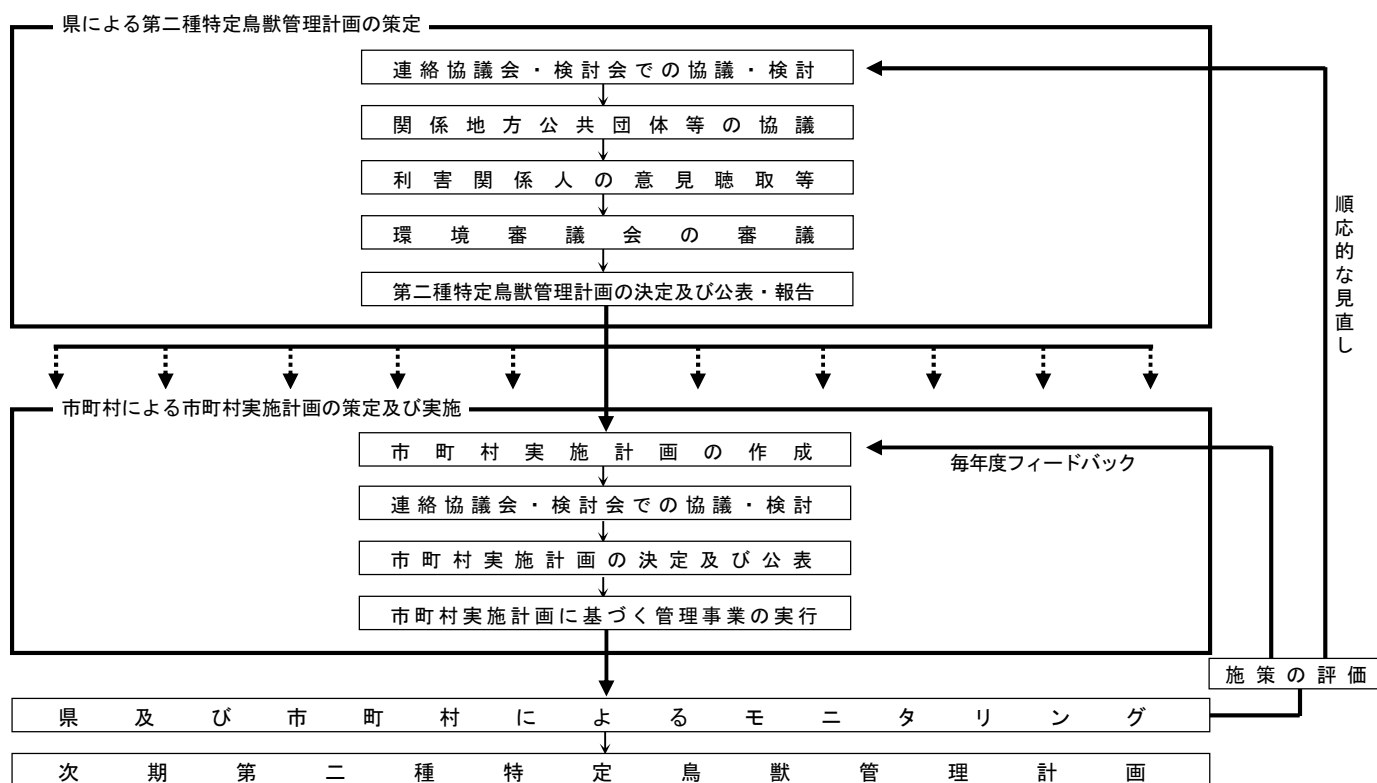 県による第二種特定鳥獣管理計画の策定
連絡協議会・検討会での協議・検討
関係地方公共団体等の協議
利害関係人の意見聴取等
環境審議会の審議
第二種特定鳥獣管理計画の決定及び公表・報告
順応的な見直し
市町村による市町村実施計画の策定及び実施
市町村実施計画の作成
毎年度フィードバック
連絡協議会・検討会での協議・検討
市町村実施計画の決定及び公表
市町村実施計画に基づく管理事業の実行
施策の評価
県及び市町村によるモニタリング
次期第二種特定鳥獣管理計画